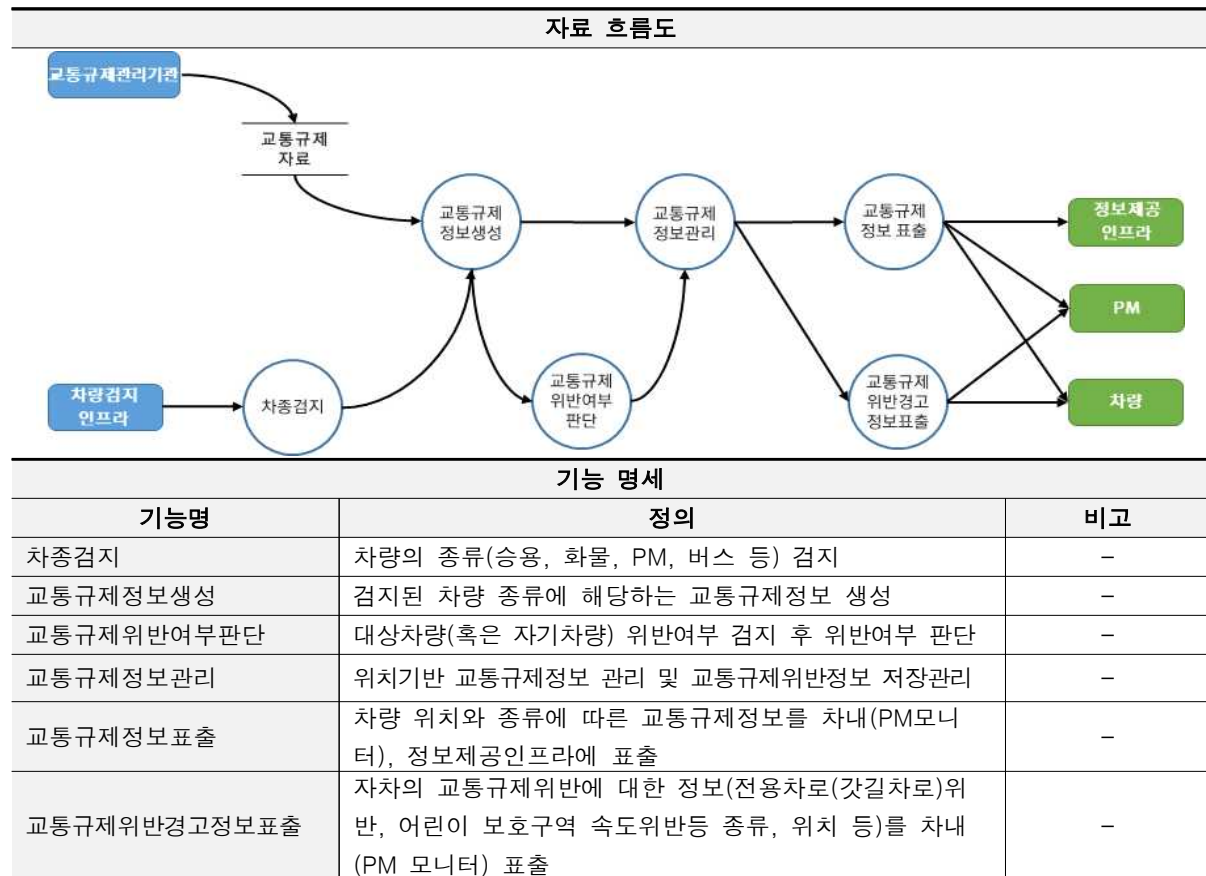 자료 흐름도
교통규제관리기관
교통규제
자료
교통규제
정보생성
교통규제
정보관리
교통규제
정보 표출
정보제공
인프라
PM
차량검지
인프라
차종검지
교통규제
위반여부
판단
교통규제
위반경고
정보표출
차량
기능 명세
기능명 정의 비고
차종검지 차량의 종류(승용, 화물, PM, 버스 등) 검지 –
교통규제정보생성 검지된 차량 종류에 해당하는 교통규제정보 생성 –
교통규제위반여부판단 대상차량(혹은 자기차량) 위반여부 검지 후 위반여부 판단 –
교통규제정보관리 위치기반 교통규제정보 관리 및 교통규제위반정보 저장관리 –
교통규제정보표출 차량 위치와 종류에 따른 교통규제정보를 차내(PM모니
터), 정보제공인프라에 표출 –
교통규제위반경고정보표출 자차의 교통규제위반에 대한 정보(전용차로(갓길차로)위
반, 어린이 보호구역 속도위반등 종류, 위치 등)를 차내 –
(PM 모니터) 표출